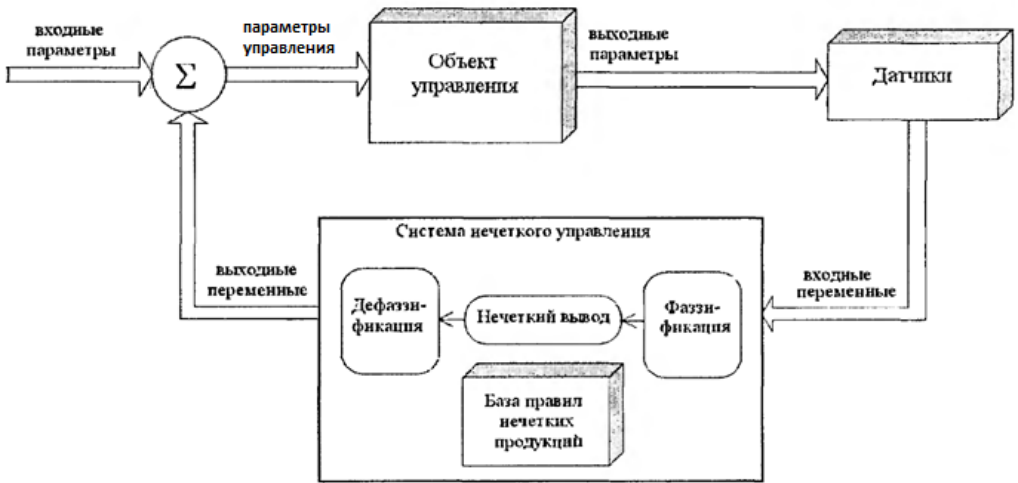 входные
параметры
Σ
параметры
управления
Объект
управления
выходные
параметры
Датчики
Система нечеткого управления
выходные
переменные
Дефаззи-
фикация
Нечеткий вывод
Фаззи-
фикация
входные
переменные
База правил
нечетких
продукций